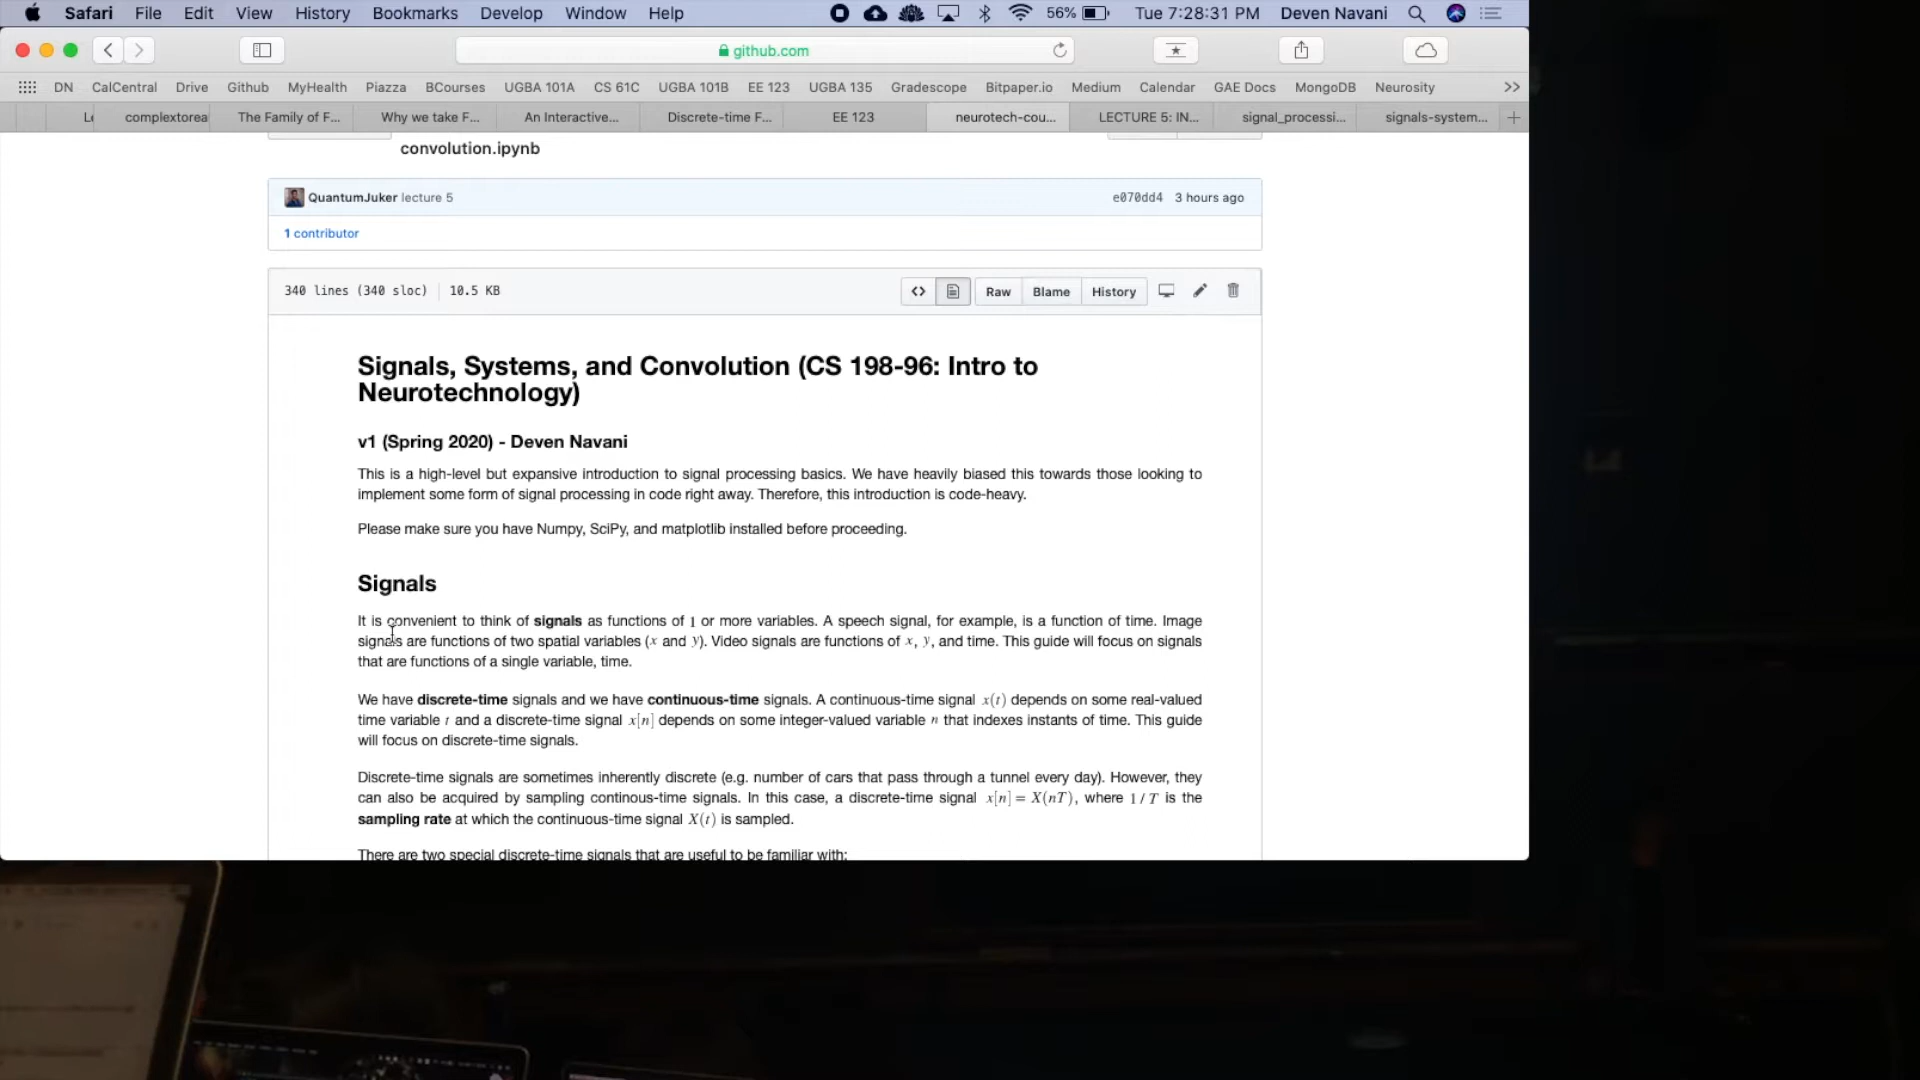 Safari File Edit View History Bookmarks Develop Window Help 56% Tue 7:28:31 PM Deven Navani
github.com
DN CalCentral Drive Github MyHealth Piazza BCourses UGBA 101A CS 61C UGBA 101B EE 123 UGBA 135 Gradescope Bitpaper.io Medium Calendar GAE Docs MongoDB Neurosity >>
Le complextorea The Family of F... Why we take F... An Interactive... Discrete-time F... EE 123 neurotech-cou... LECTURE 5: IN... signal_processi... signals-system... +
convolution.ipynb
QuantumJuker lecture 5 e070dd4 3 hours ago
1 contributor
340 lines (340 sloc) 10.5 KB <> Raw Blame History
Signals, Systems, and Convolution (CS 198-96: Intro to
Neurotechnology)
v1 (Spring 2020) - Deven Navani
This is a high-level but expansive introduction to signal processing basics. We have heavily biased this towards those looking to
implement some form of signal processing in code right away. Therefore, this introduction is code-heavy.
Please make sure you have Numpy, SciPy, and matplotlib installed before proceeding.
Signals
It is convenient to think of signals as functions of 1 or more variables. A speech signal, for example, is a function of time. Image
signals are functions of two spatial variables (x and y). Video signals are functions of x, y, and time. This guide will focus on signals
that are functions of a single variable, time.
We have discrete-time signals and we have continuous-time signals. A continuous-time signal x(t) depends on some real-valued
time variable t and a discrete-time signal x[n] depends on some integer-valued variable n that indexes instants of time. This guide
will focus on discrete-time signals.
Discrete-time signals are sometimes inherently discrete (e.g. number of cars that pass through a tunnel every day). However, they
can also be acquired by sampling continous-time signals. In this case, a discrete-time signal x[n] = X(nT), where 1 / T is the
sampling rate at which the continuous-time signal X(t) is sampled.
There are two special discrete-time signals that are useful to be familiar with: